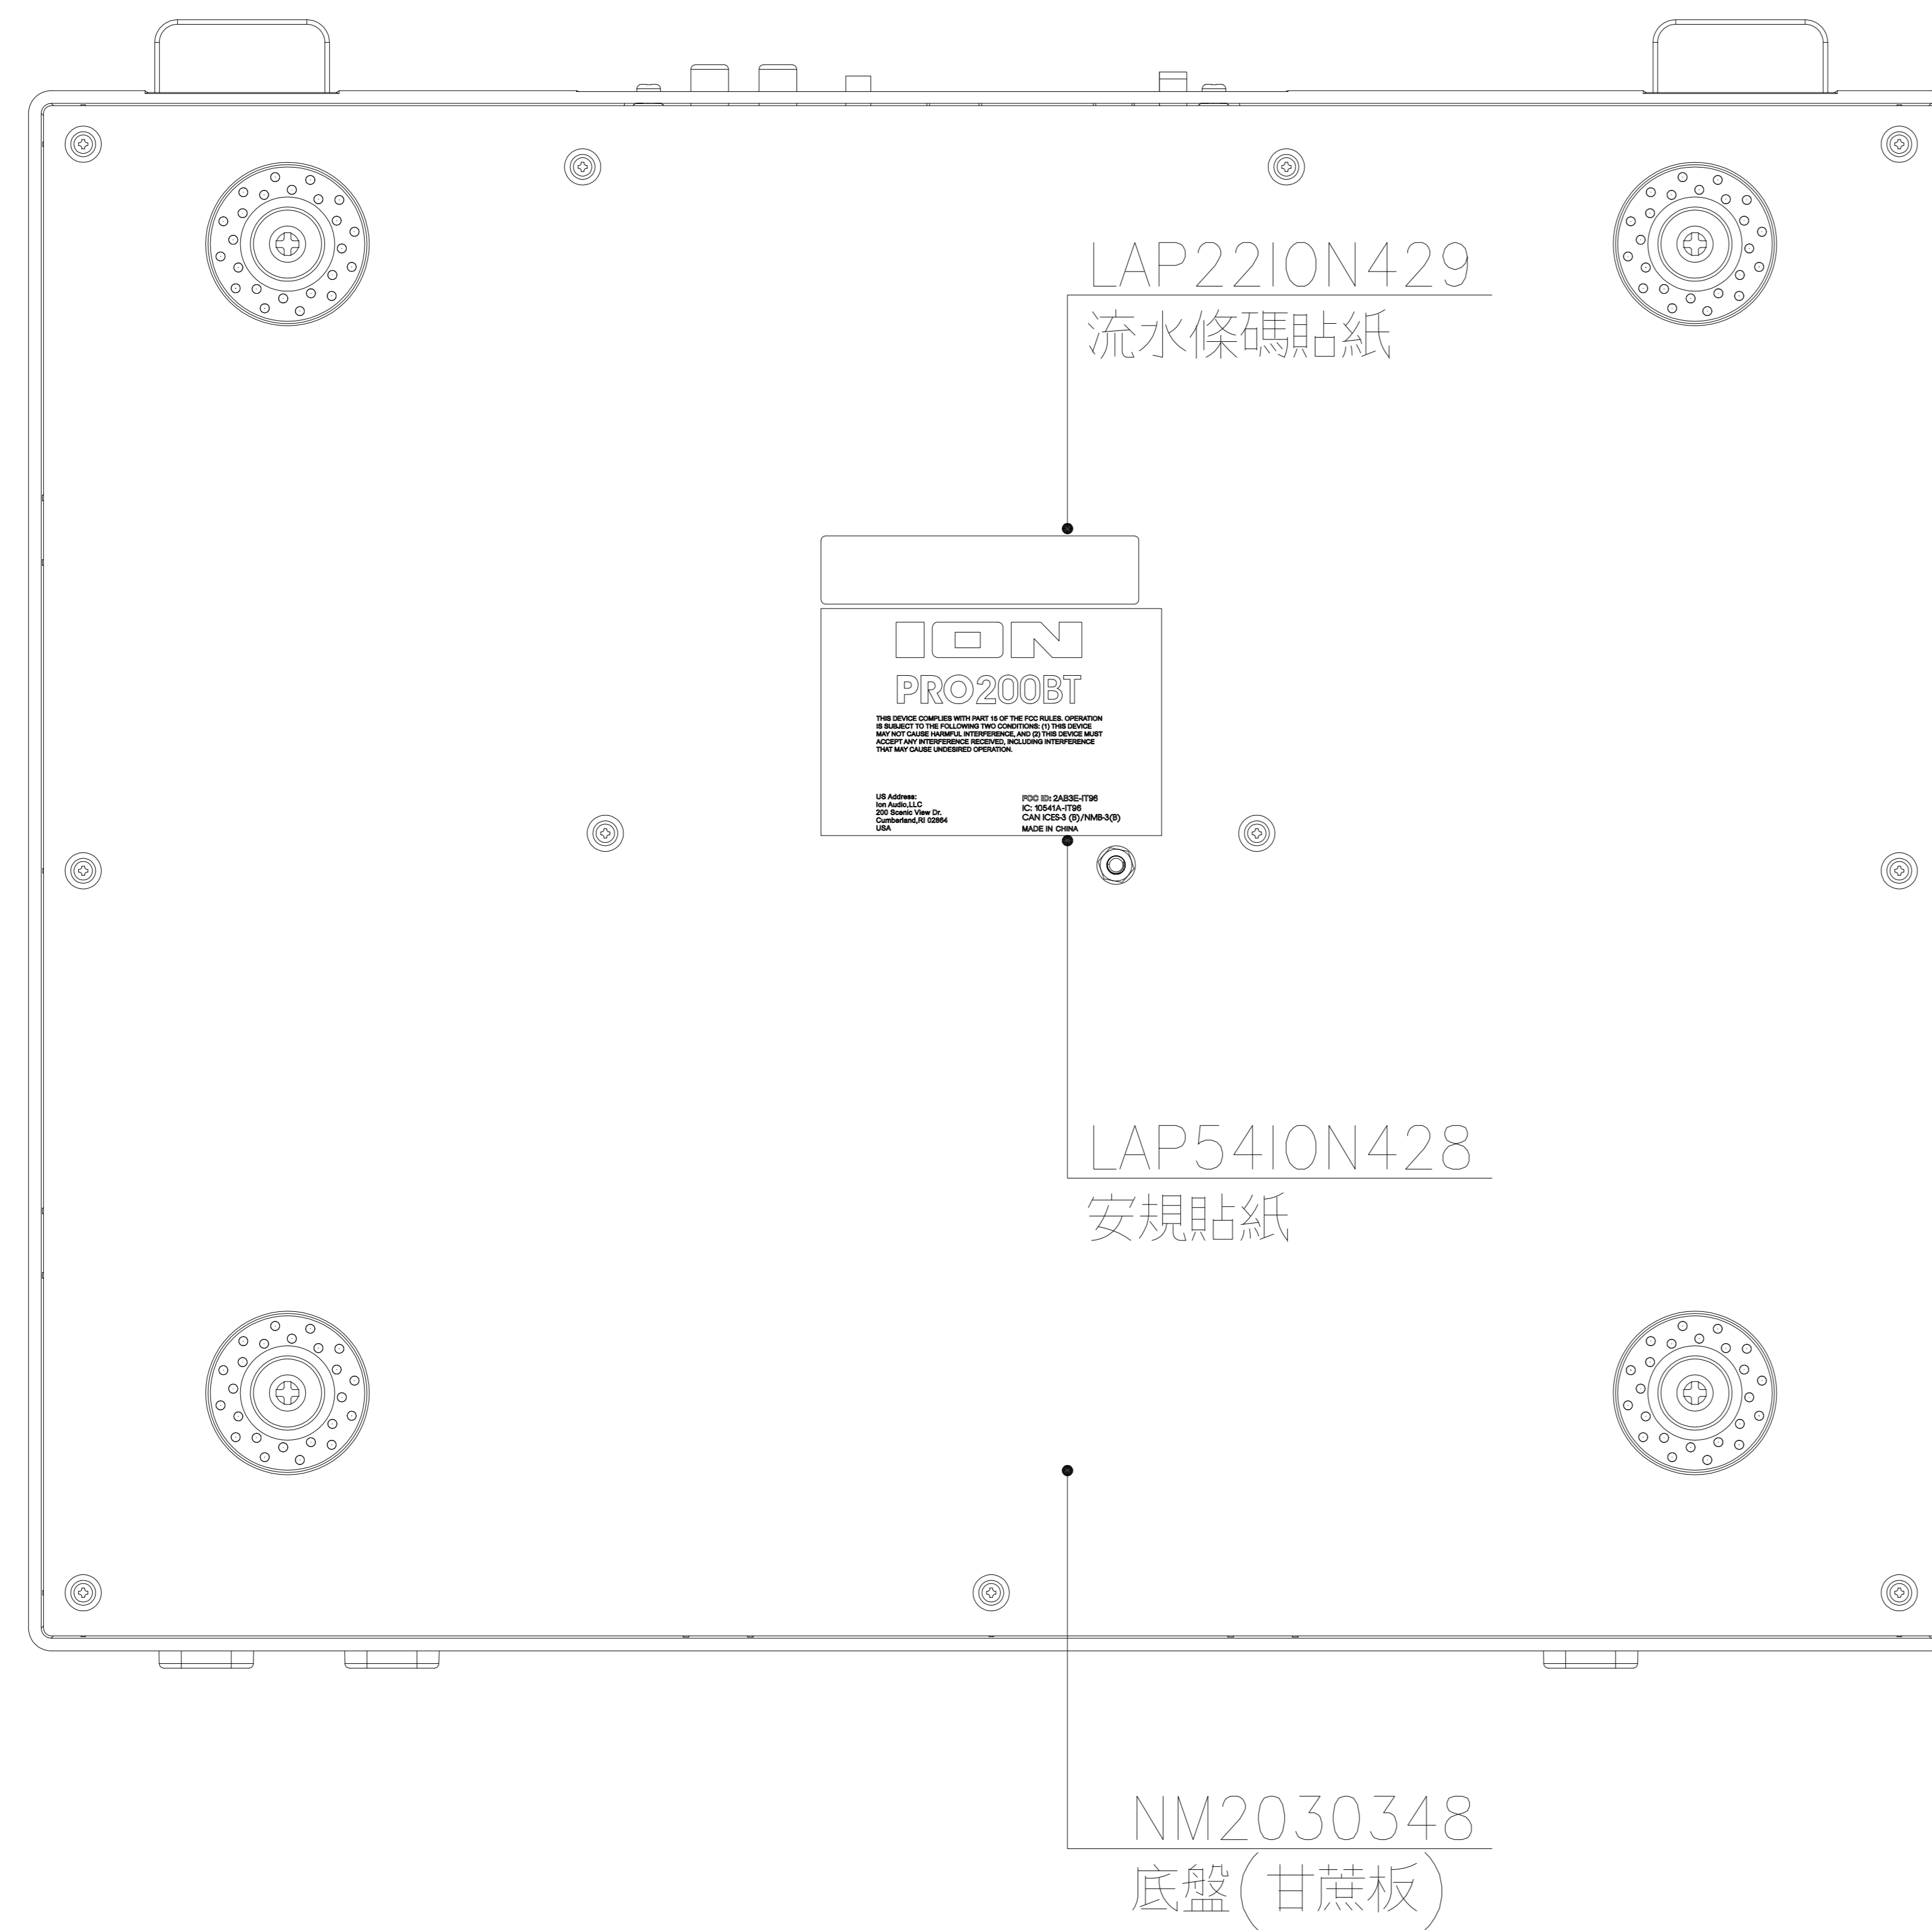 LAP22ION429
流水條碼貼紙
ION
PRO200BT
THIS DEVICE COMPLIES WITH PART 15 OF THE FCC RULES. OPERATION
IS SUBJECT TO THE FOLLOWING TWO CONDITIONS: (1) THIS DEVICE
MAY NOT CAUSE HARMFUL INTERFERENCE, AND (2) THIS DEVICE MUST
ACCEPT ANY INTERFERENCE RECEIVED, INCLUDING INTERFERENCE
THAT MAY CAUSE UNDESIRED OPERATION.
US Address:
Ion Audio,LLC
200 Scenic View Dr.
Cumberland,RI 02864
USA
FCC ID: 2AB3E-IT96
IC: 10541A-IT96
CAN ICES-3 (B)/NMB-3(B)
MADE IN CHINA
LAP54ION428
安規貼紙
NM2030348
底盤(甘蔗板)